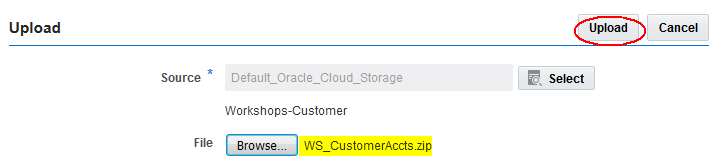 Upload Upload Cancel
Source * Default_Oracle_Cloud_Storage Select
Workshops-Customer
File Browse... WS_CustomerAccts.zip